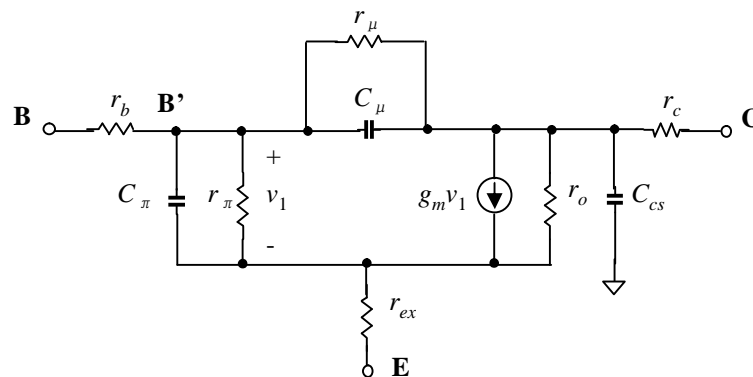 r_μ
B
r_b
B’
C_μ
r_c
C
+
C_π
r_π
v_1
g_m v_1
r_o
C_cs
-
r_ex
E